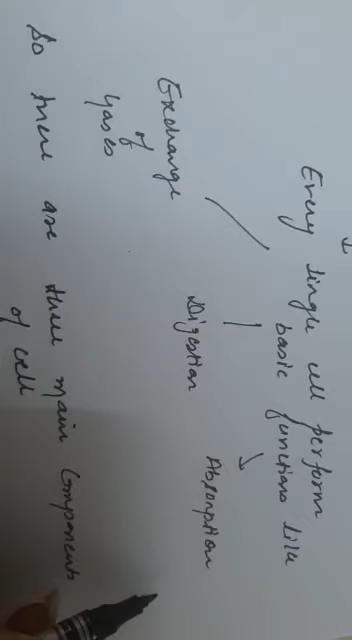 Every single cell perform
basic functions like
Exchange
of
gases
Digestion
Absorption
So there are three main Components
of cell